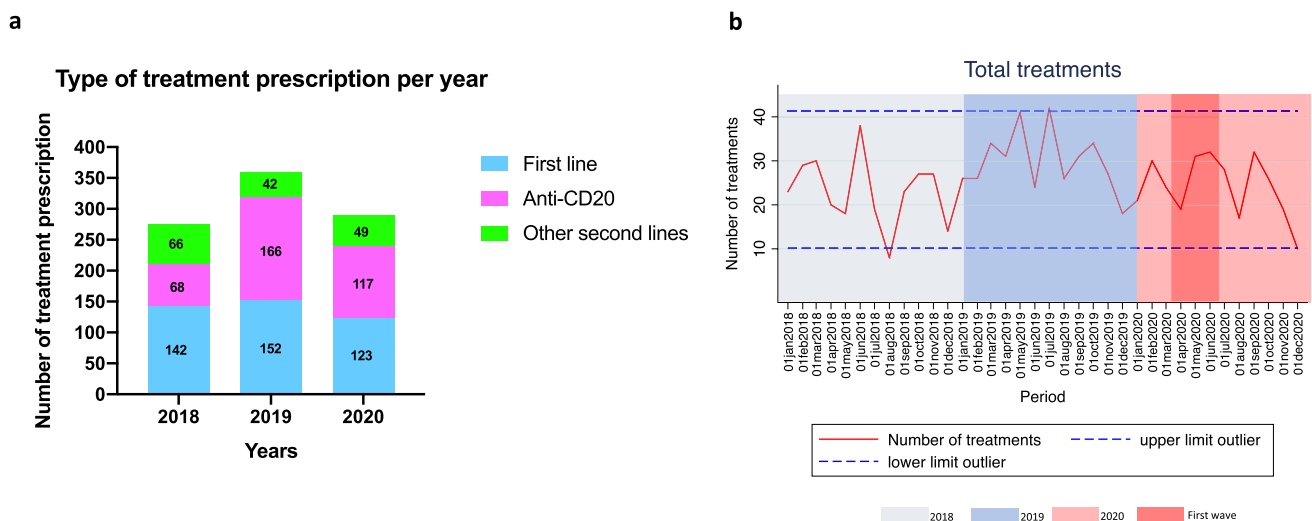 a
Type of treatment prescription per year
Number of treatment prescription
400
350
300
250
200
150
100
50
0
66
68
142
42
166
152
49
117
123
2018
2019
2020
Years
First line
Anti-CD20
Other second lines
b
Total treatments
Number of treatments
40
30
20
10
01jan2018
01feb2018
01mar2018
01apr2018
01may2018
01jun2018
01jul2018
01aug2018
01sep2018
01oct2018
01nov2018
01dec2018
01jan2019
01feb2019
01mar2019
01apr2019
01may2019
01jun2019
01jul2019
01aug2019
01sep2019
01oct2019
01nov2019
01dec2019
01jan2020
01feb2020
01mar2020
01apr2020
01may2020
01jun2020
01jul2020
01aug2020
01sep2020
01oct2020
01nov2020
01dec2020
Period
Number of treatments
upper limit outlier
lower limit outlier
2018
2019
2020
First wave